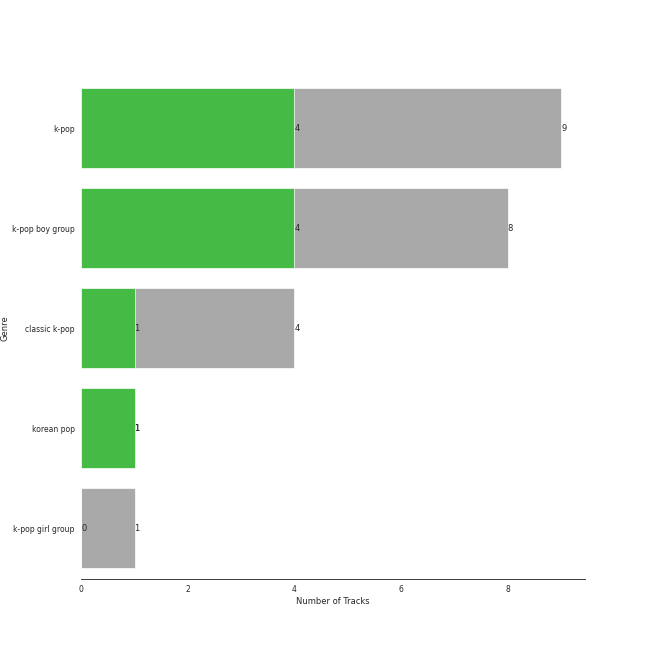 k-pop 4 9
k-pop boy group 4 8
classic k-pop 1 4
korean pop 1
k-pop girl group 0 1
Genre
0 2 4 6 8
Number of Tracks